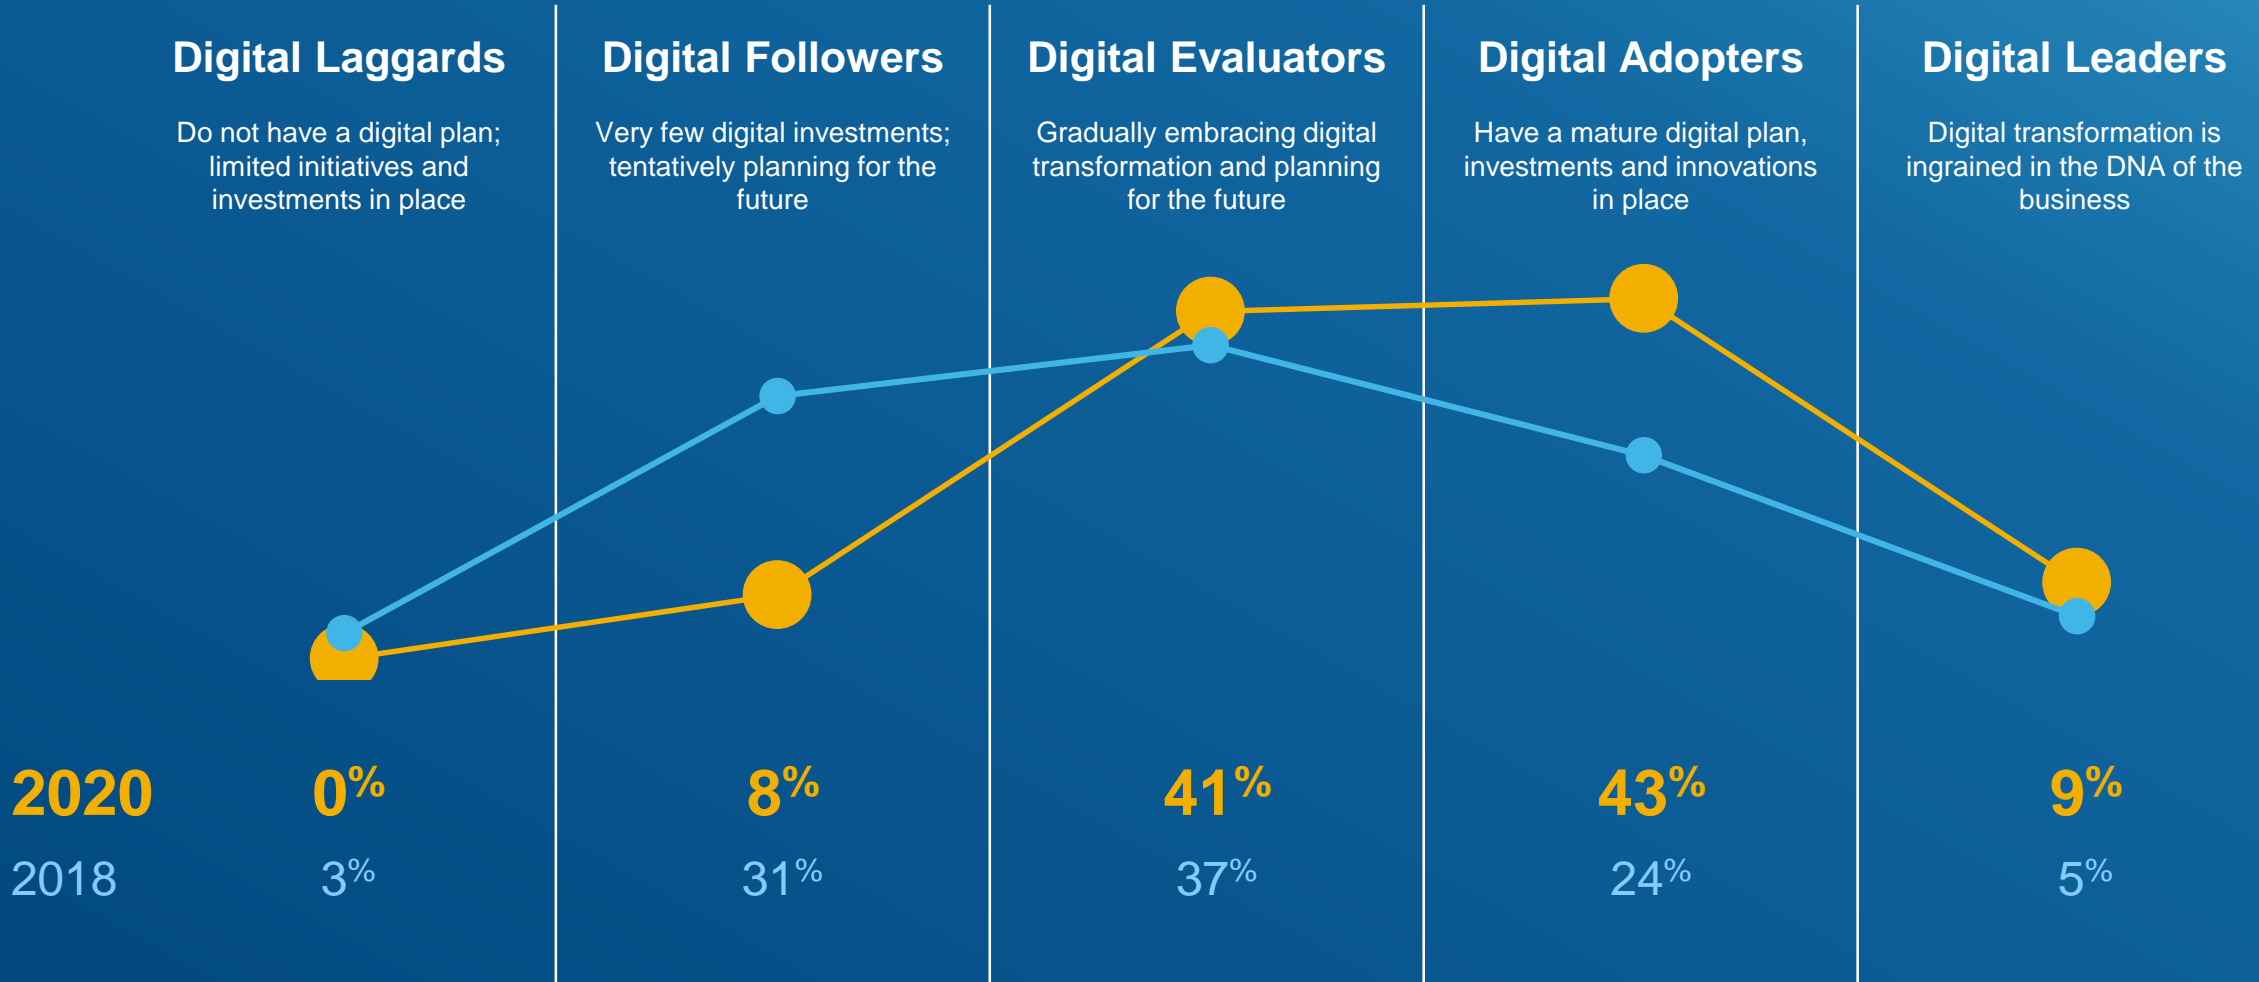 Digital Laggards
Do not have a digital plan;
limited initiatives and
investments in place
Digital Followers
Very few digital investments;
tentatively planning for the
future
Digital Evaluators
Gradually embracing digital
transformation and planning
for the future
Digital Adopters
Have a mature digital plan,
investments and innovations
in place
Digital Leaders
Digital transformation is
ingrained in the DNA of the
business
2020 0% 8% 41% 43% 9%
2018 3% 31% 37% 24% 5%